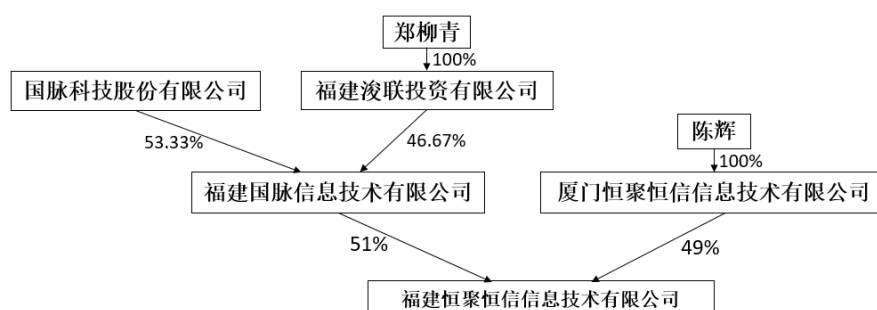 郑柳青
100%
国脉科技股份有限公司
福建浚联投资有限公司
53.33%
46.67%
陈辉
100%
福建国脉信息技术有限公司
厦门恒聚恒信信息技术有限公司
51%
49%
福建恒聚恒信信息技术有限公司